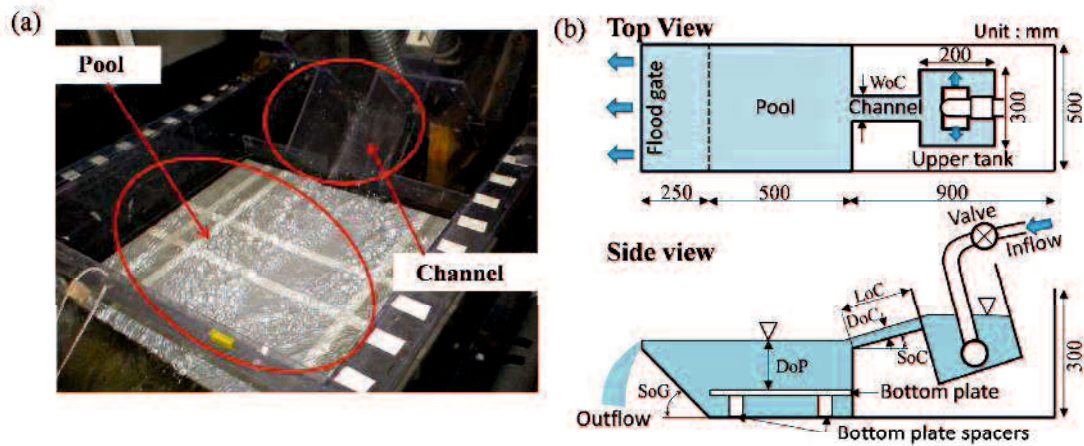 (a)
Pool
Channel
(b)
Top View
Unit : mm
200
WoC
Flood gate
Pool
Channel
300
500
Upper tank
250
500
900
Valve
Side view
Inflow
LoC
DoC
SoC
DoP
300
SoG
Bottom plate
Outflow
Bottom plate spacers